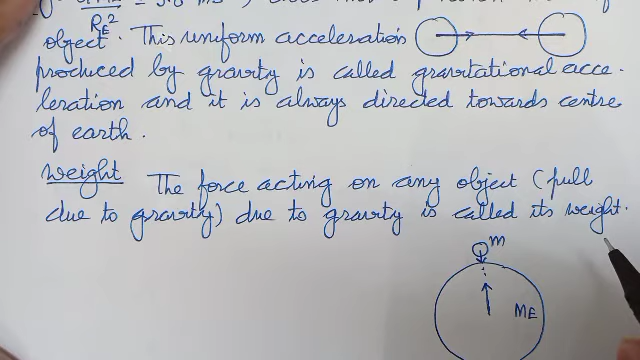 R_E²
object. This uniform acceleration
produced by gravity is called gravitational acce-
leration and it is always directed towards centre
of earth.
Weight The force acting on any object (pull
due to gravity) due to gravity is called its weight.
m
ME